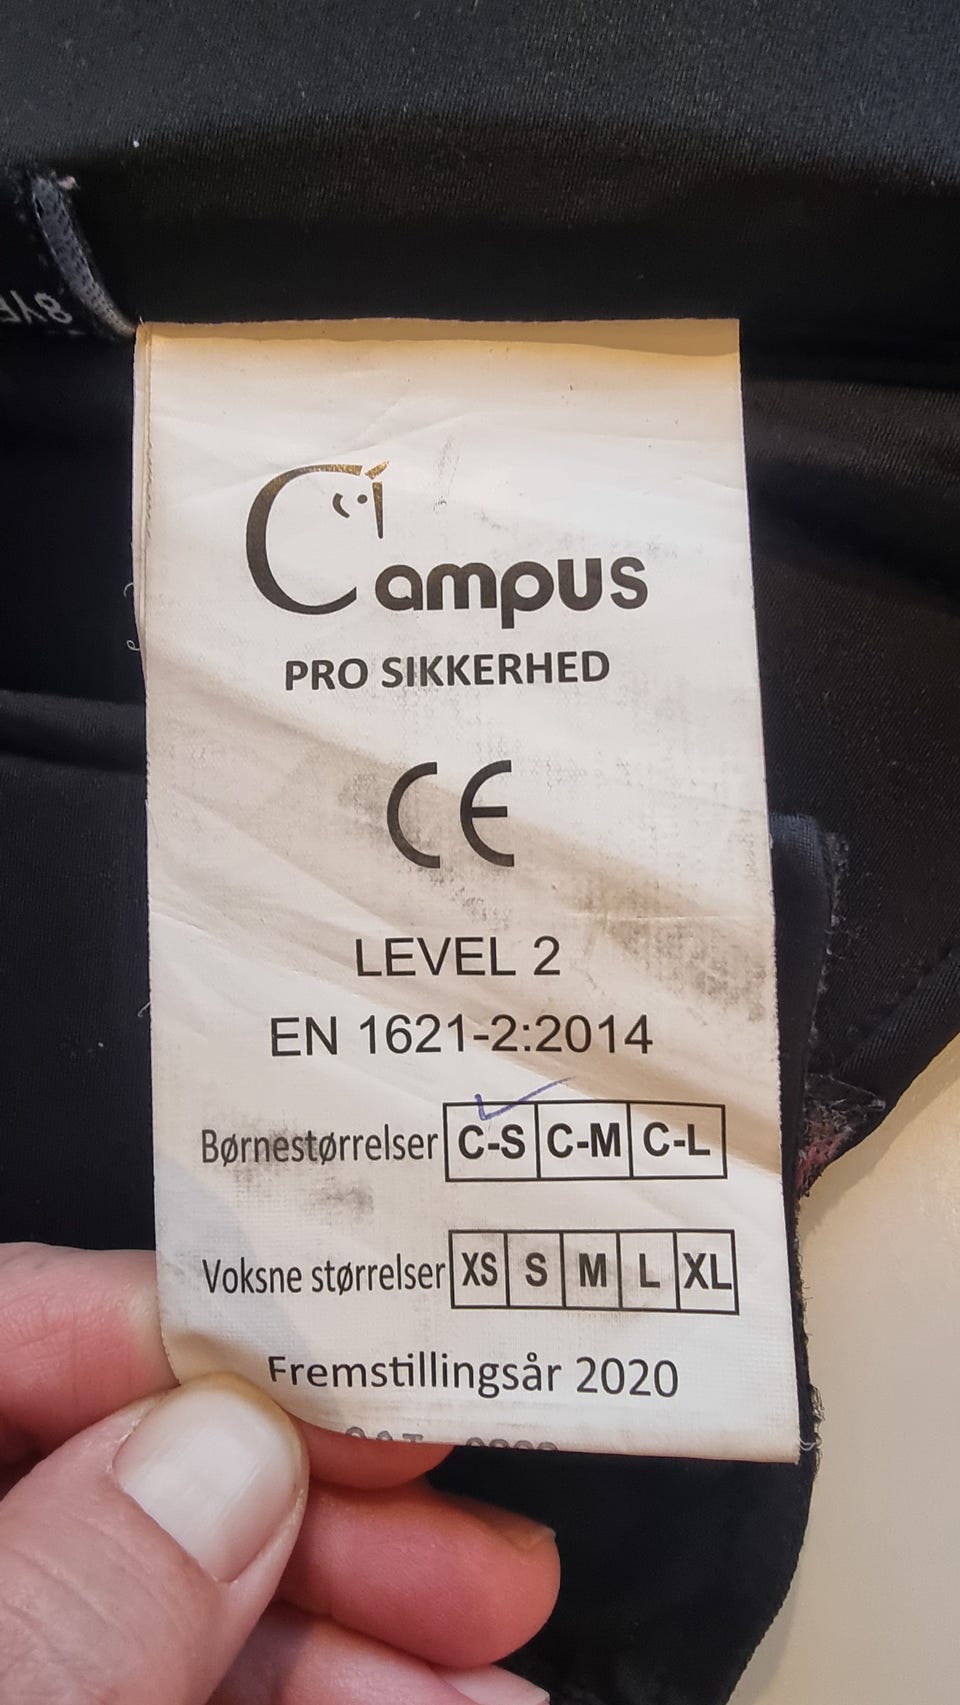 Campus
PRO SIKKERHED
CE
LEVEL 2
EN 1621-2:2014
Børnestørrelser C-S C-M C-L
Voksne størrelser XS S M L XL
Fremstillingsår 2020